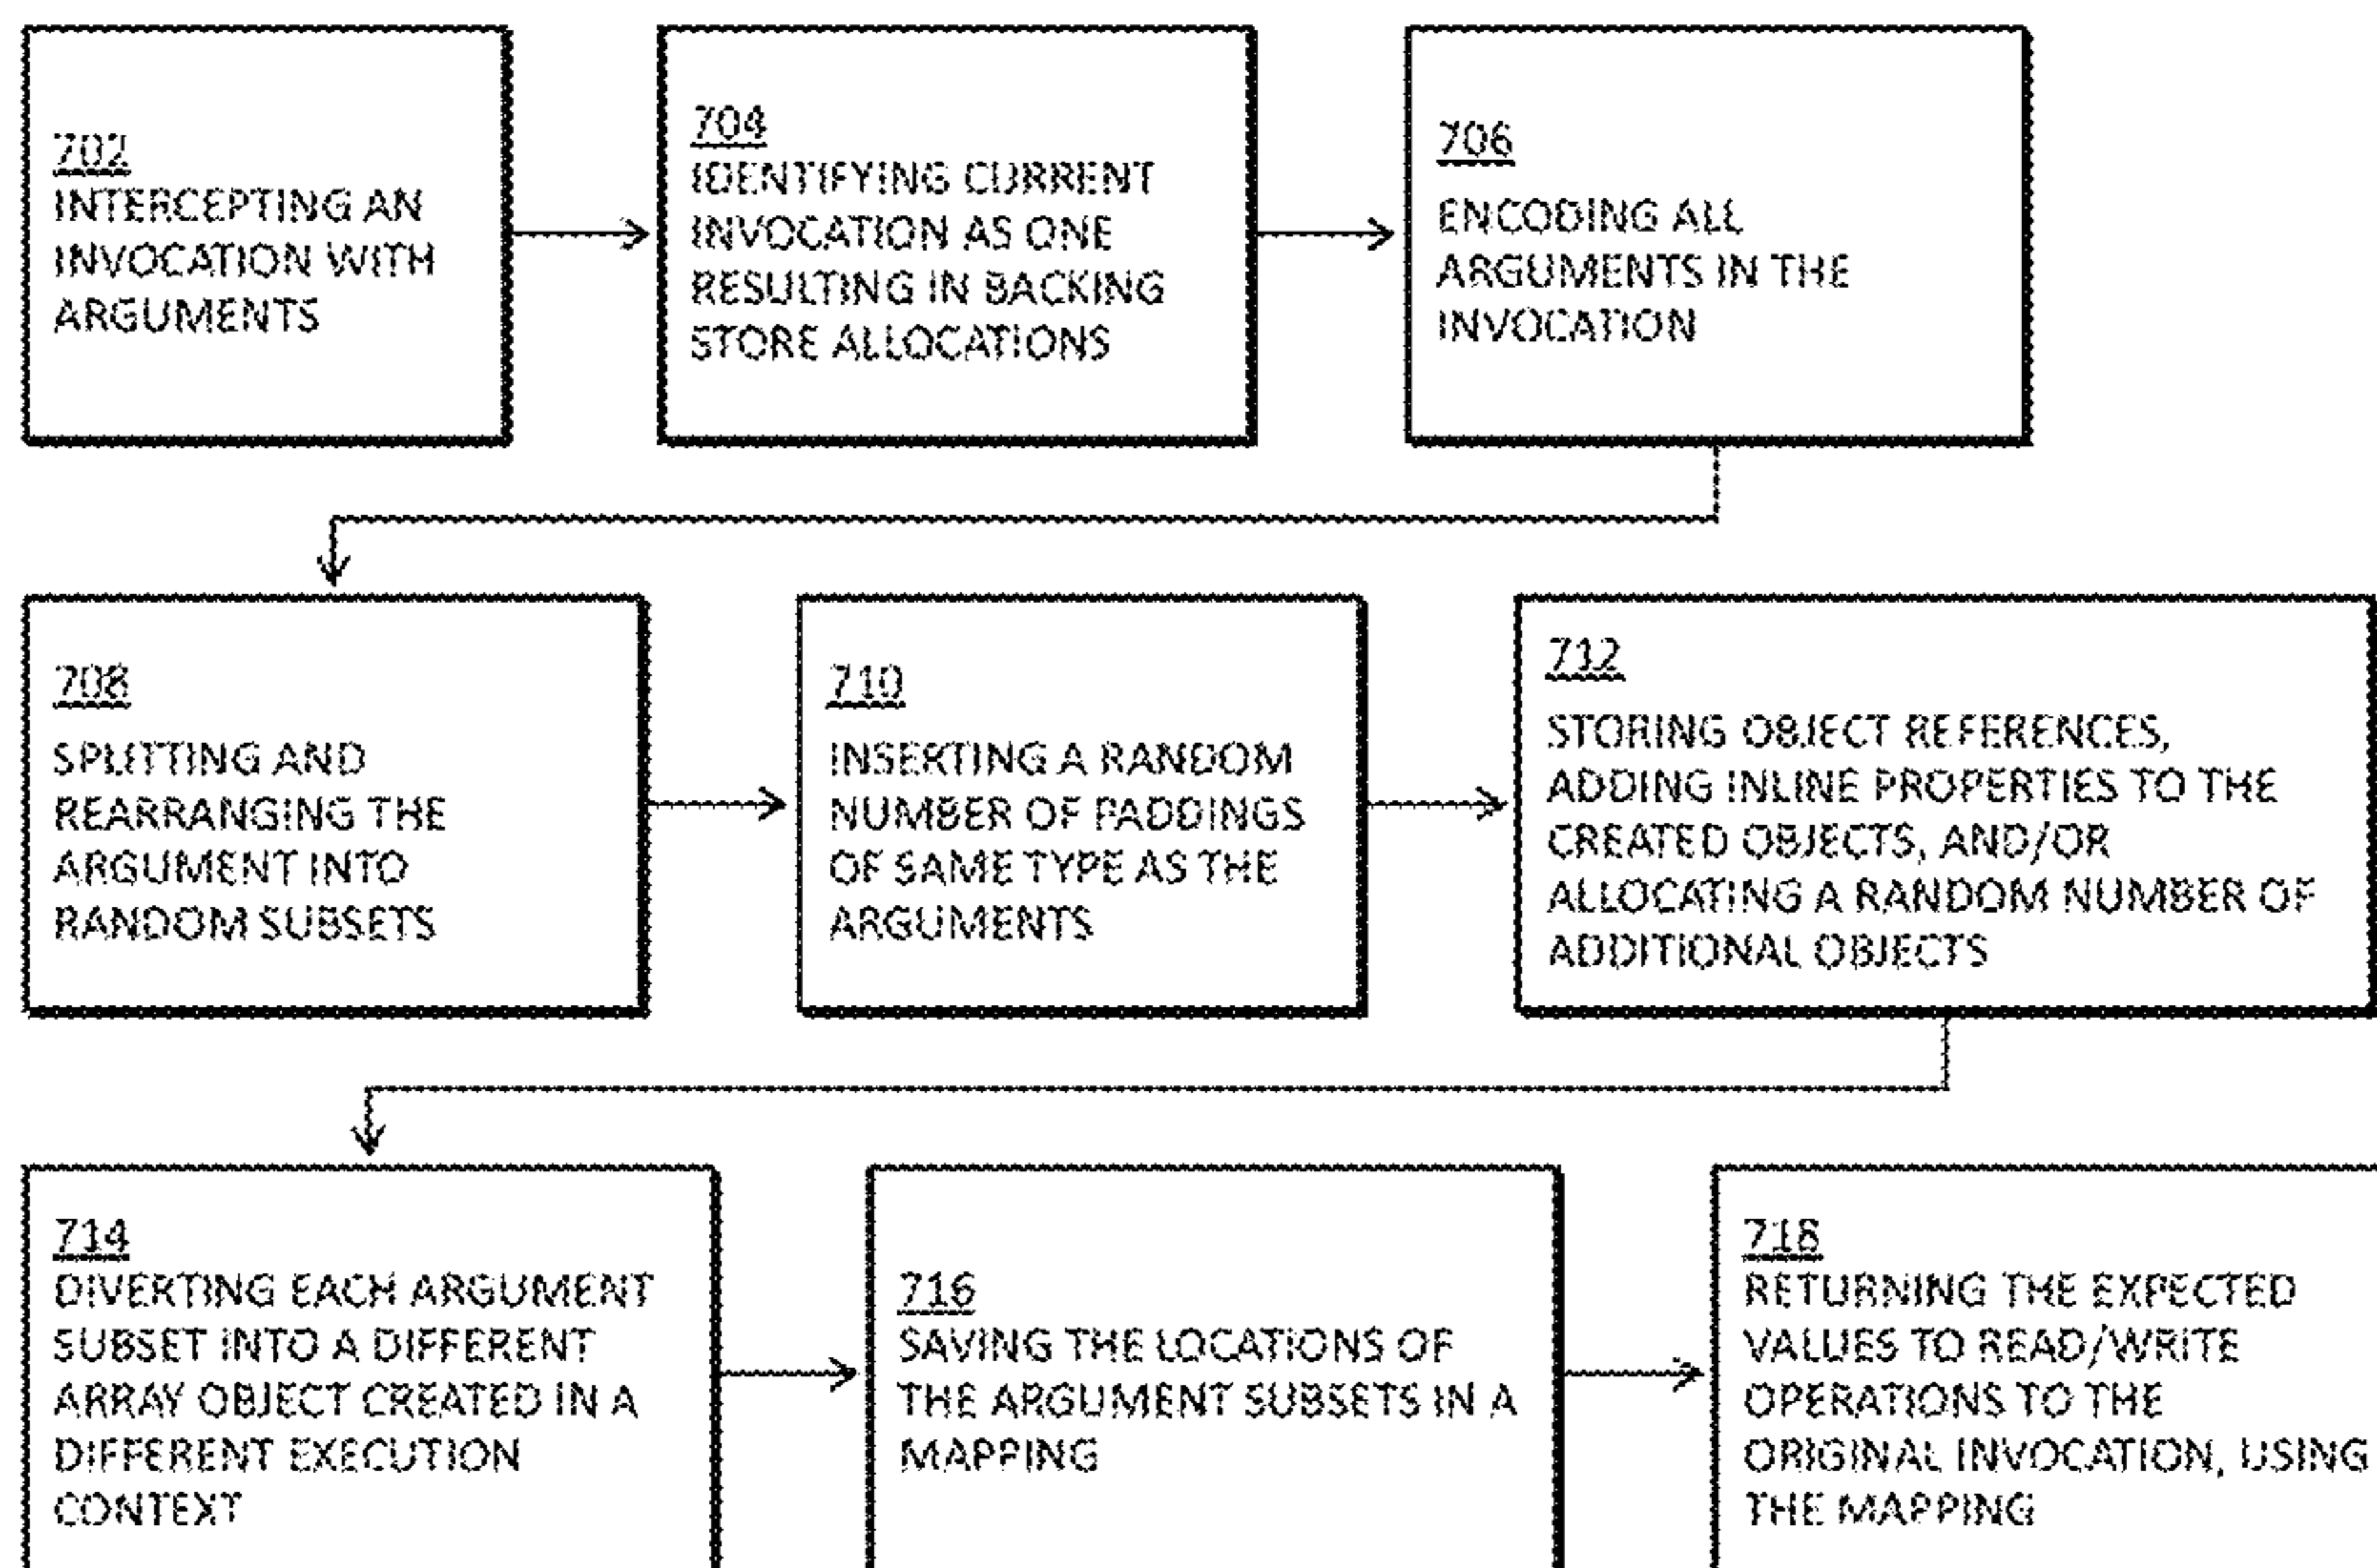 702
INTERCEPTING AN
INVOCATION WITH
ARGUMENTS
704
IDENTIFYING CURRENT
INVOCATION AS ONE
RESULTING IN BACKING
STORE ALLOCATIONS
706
ENCODING ALL
ARGUMENTS IN THE
INVOCATION
708
SPLITTING AND
REARRANGING THE
ARGUMENT INTO
RANDOM SUBSETS
710
INSERTING A RANDOM
NUMBER OF PADDINGS
OF SAME TYPE AS THE
ARGUMENTS
712
STORING OBJECT REFERENCES,
ADDING INLINE PROPERTIES TO THE
CREATED OBJECTS, AND/OR
ALLOCATING A RANDOM NUMBER OF
ADDITIONAL OBJECTS
714
DIVERTING EACH ARGUMENT
SUBSET INTO A DIFFERENT
ARRAY OBJECT CREATED IN A
DIFFERENT EXECUTION
CONTEXT
716
SAVING THE LOCATIONS OF
THE ARGUMENT SUBSETS IN A
MAPPING
718
RETURNING THE EXPECTED
VALUES TO READ/WRITE
OPERATIONS TO THE
ORIGINAL INVOCATION, USING
THE MAPPING